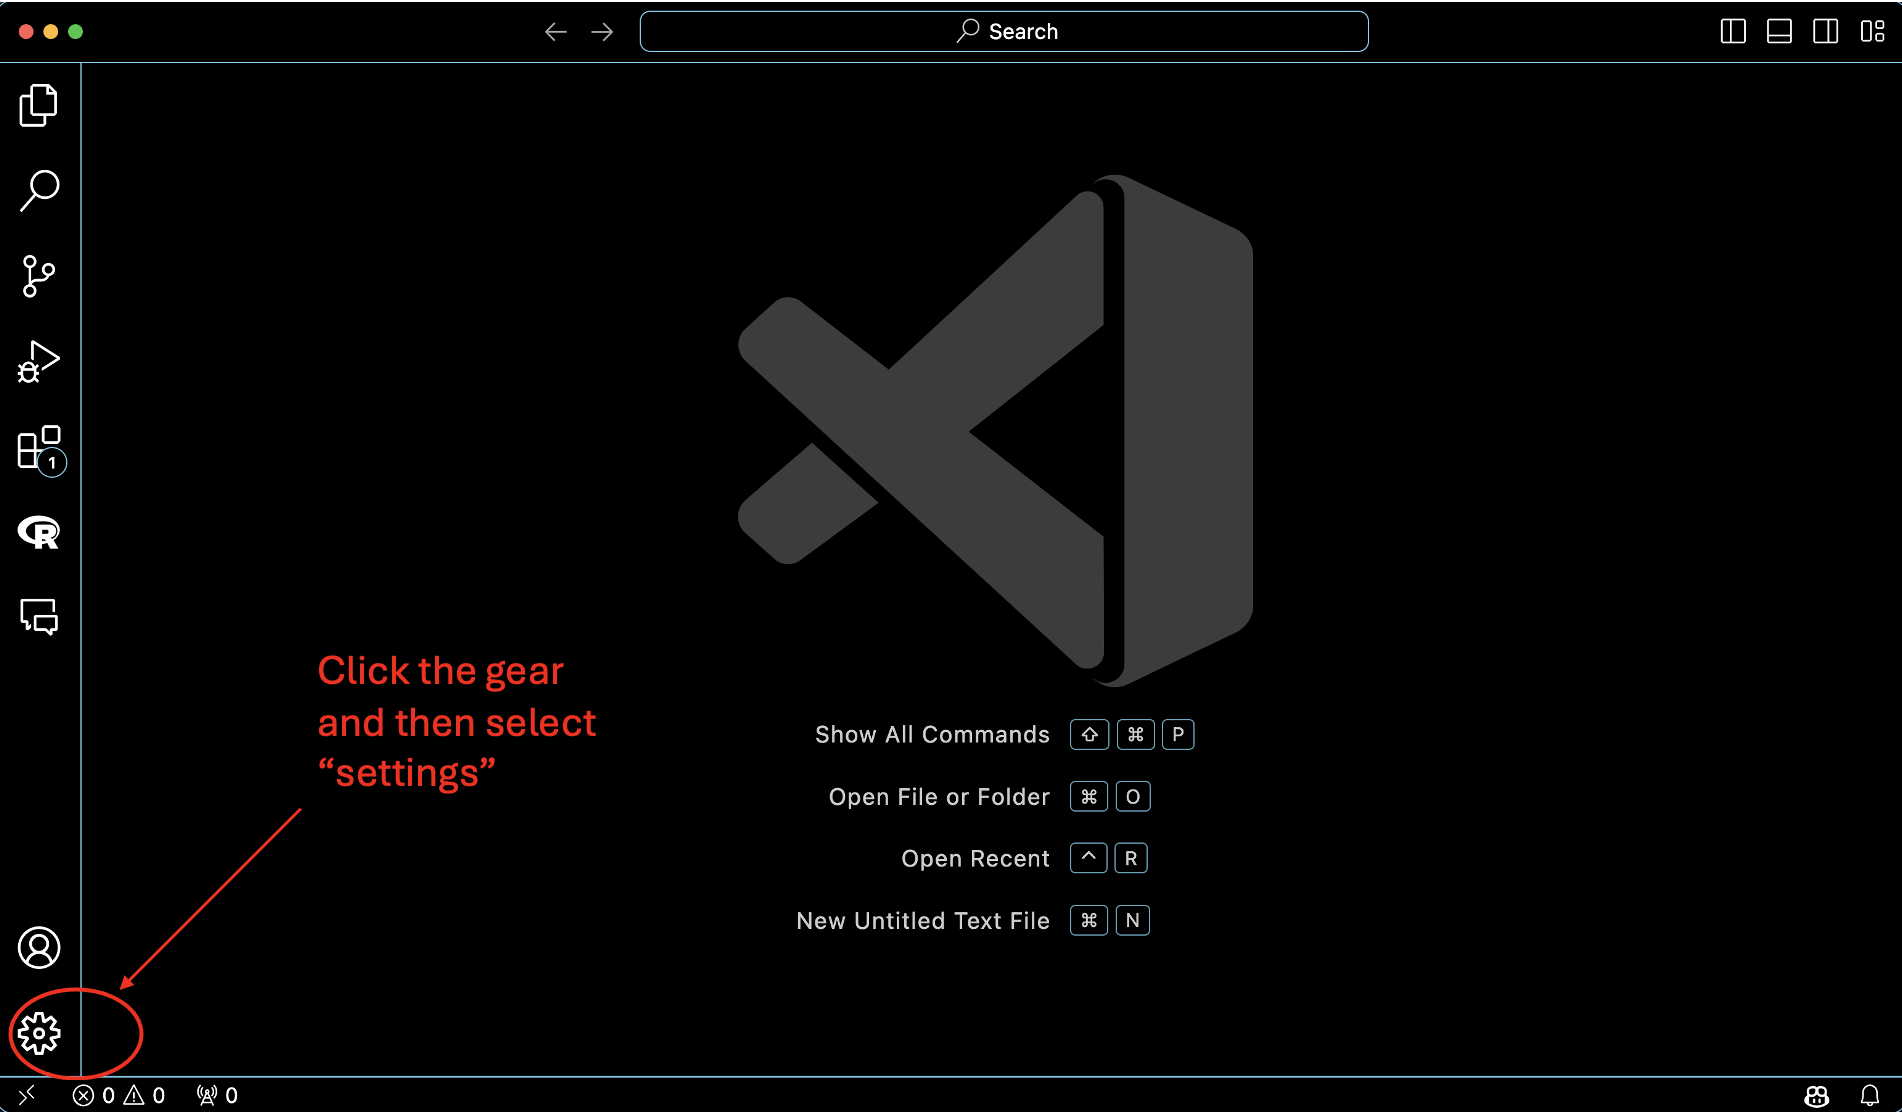 Search
1
R
Click the gear
and then select
“settings”
Show All Commands ⇧ ⌘ P
Open File or Folder ⌘ O
Open Recent ^ R
New Untitled Text File ⌘ N
0 0 0